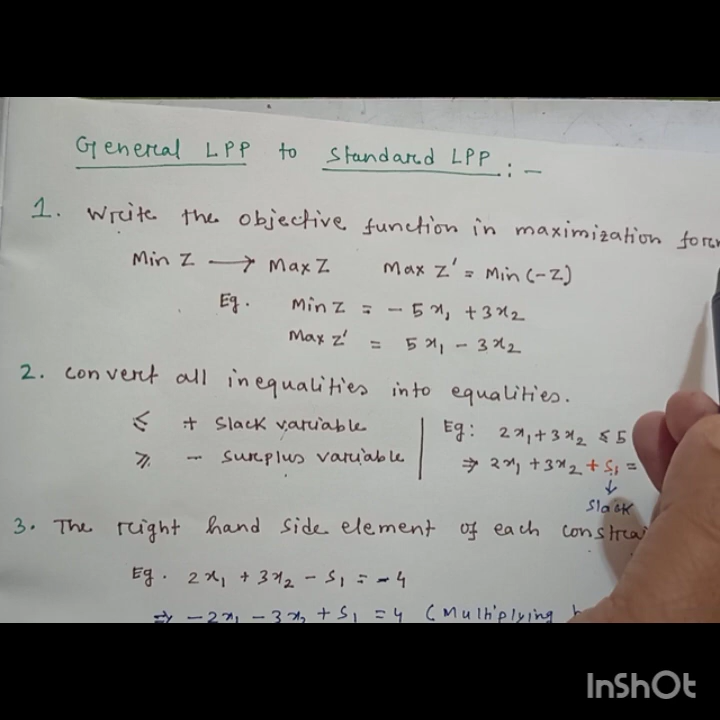 General LPP to Standard LPP :-
1. Write the objective function in maximization form
Min Z → Max Z Max Z' = Min (-Z)
Eg. Min Z = - 5x₁ + 3x₂
Max Z' = 5x₁ - 3x₂
2. Convert all inequalities into equalities.
≤ + Slack variable
≥ - Surplus variable
Eg: 2x₁ + 3x₂ ≤ 5
⇒ 2x₁ + 3x₂ + S₁ =
↓
Slack
3. The right hand side element of each
Eg. 2x₁ + 3x₂ - S₁ = -4
⇒ -2x₁ - 3x₂ + S₁ = 4 (Multiplying
InShOt